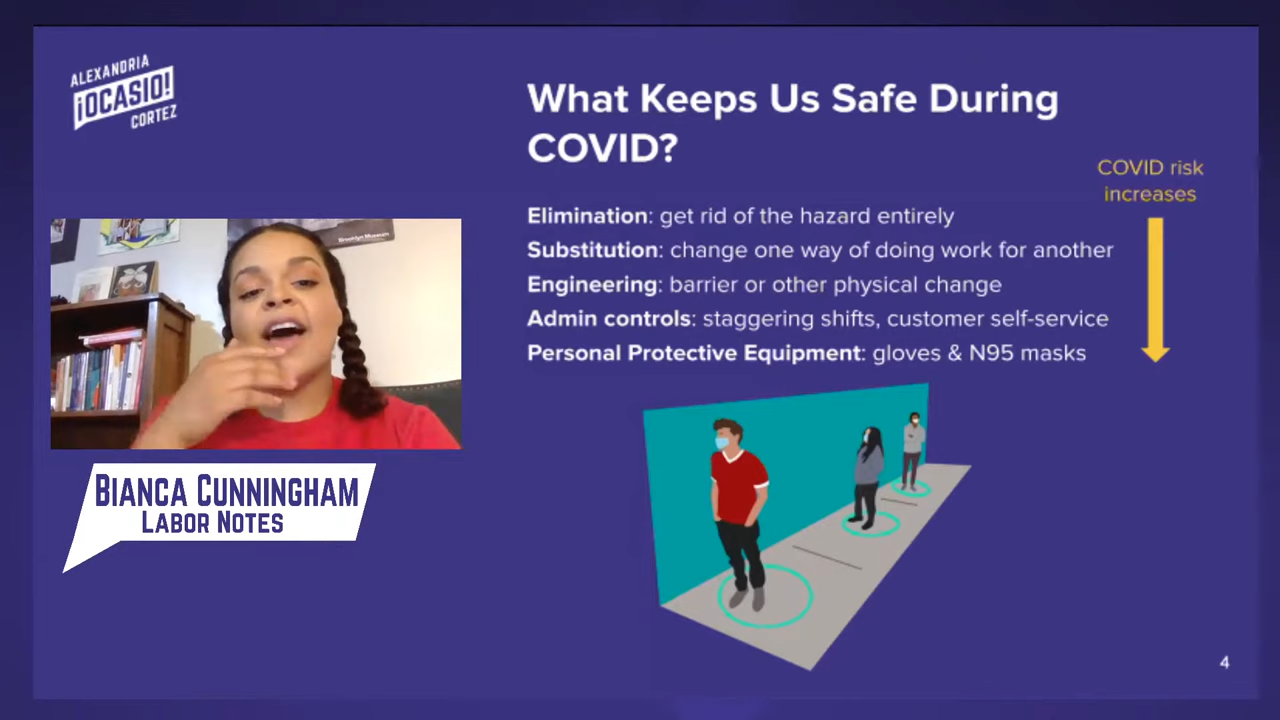 ALEXANDRIA
¡OCASIO!
CORTEZ
What Keeps Us Safe During
COVID?
COVID risk
increases
Elimination: get rid of the hazard entirely
Substitution: change one way of doing work for another
Engineering: barrier or other physical change
Admin controls: staggering shifts, customer self-service
Personal Protective Equipment: gloves & N95 masks
Brooklyn Museum
BIANCA CUNNINGHAM
LABOR NOTES
4